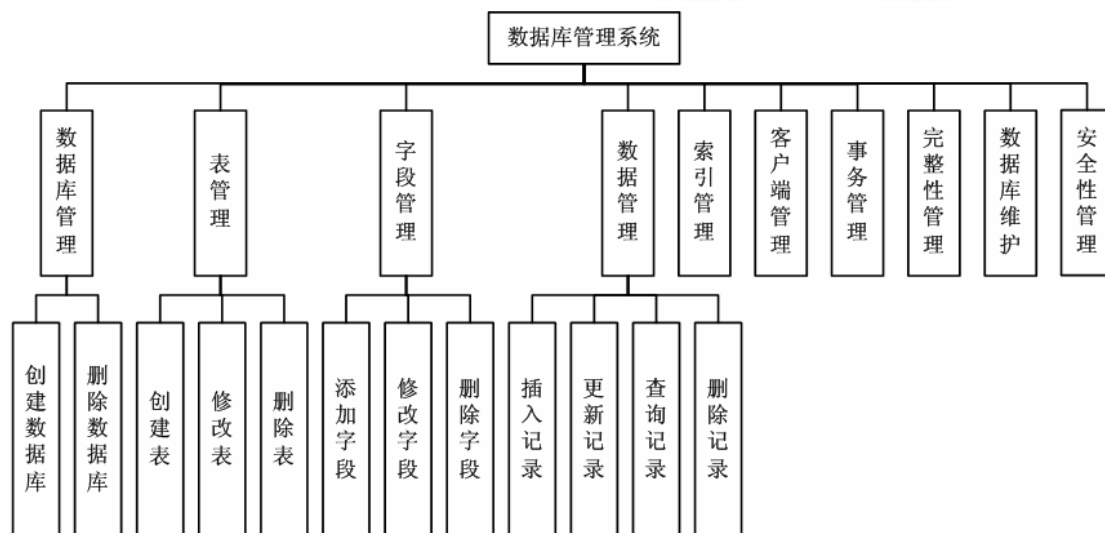 数据库管理系统
数据库管理
表管理
字段管理
数据管理
索引管理
客户端管理
事务管理
完整性管理
数据库维护
安全性管理
创建数据库
删除数据库
创建表
修改表
删除表
添加字段
修改字段
删除字段
插入记录
更新记录
查询记录
删除记录